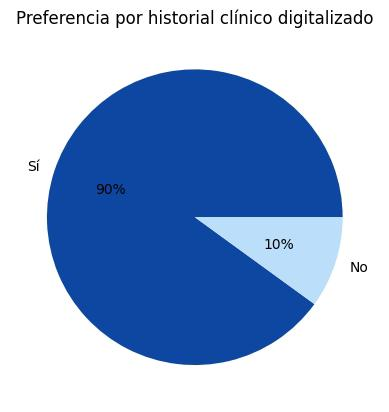 Preferencia por historial clínico digitalizado
Sí
90%
10%
No